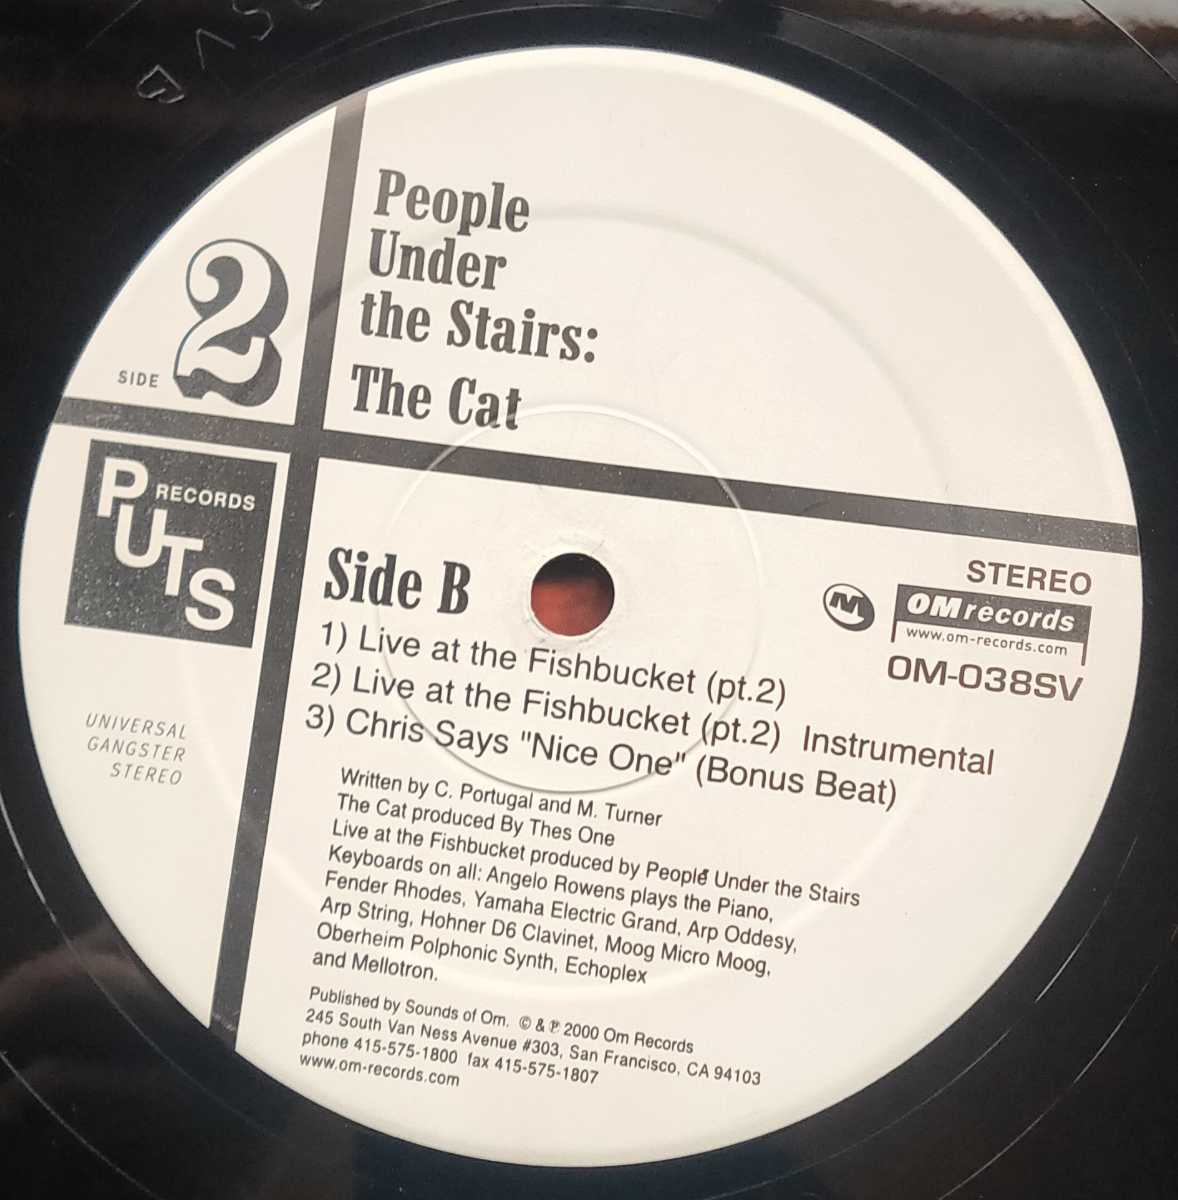 People
Under
the Stairs:
The Cat
SIDE 2
PUTS RECORDS
UNIVERSAL
GANGSTER
STEREO
STEREO
OMrecords
www.om-records.com
OM-038SV
Side B
1) Live at the Fishbucket (pt.2)
2) Live at the Fishbucket (pt.2) Instrumental
3) Chris Says "Nice One" (Bonus Beat)
Written by C. Portugal and M. Turner
The Cat produced By Thes One
Live at the Fishbucket produced by People Under the Stairs
Keyboards on all: Angelo Rowens plays the Piano,
Fender Rhodes, Yamaha Electric Grand, Arp Oddesy,
Arp String, Hohner D6 Clavinet, Moog Micro Moog,
Oberheim Polphonic Synth, Echoplex
and Mellotron.
Published by Sounds of Om. © & ℗ 2000 Om Records
245 South Van Ness Avenue #303, San Francisco, CA 94103
phone 415-575-1800 fax 415-575-1807
www.om-records.com